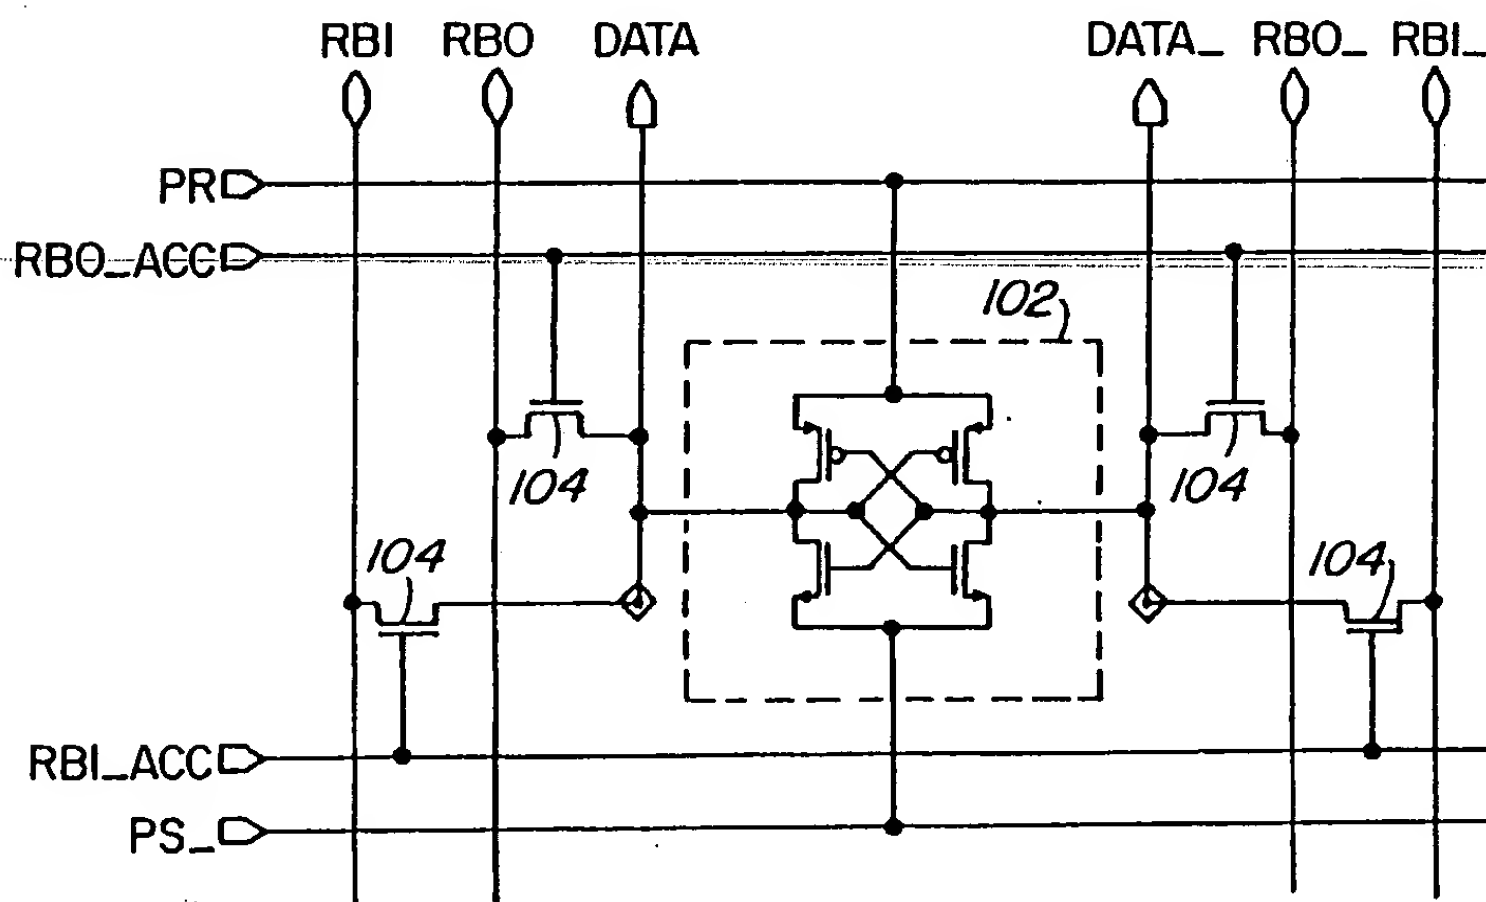 RBI RBO DATA DATA_ RBO_ RBI_
PR
RBO_ACC
102
104 104
104 104
RBI_ACC
PS_